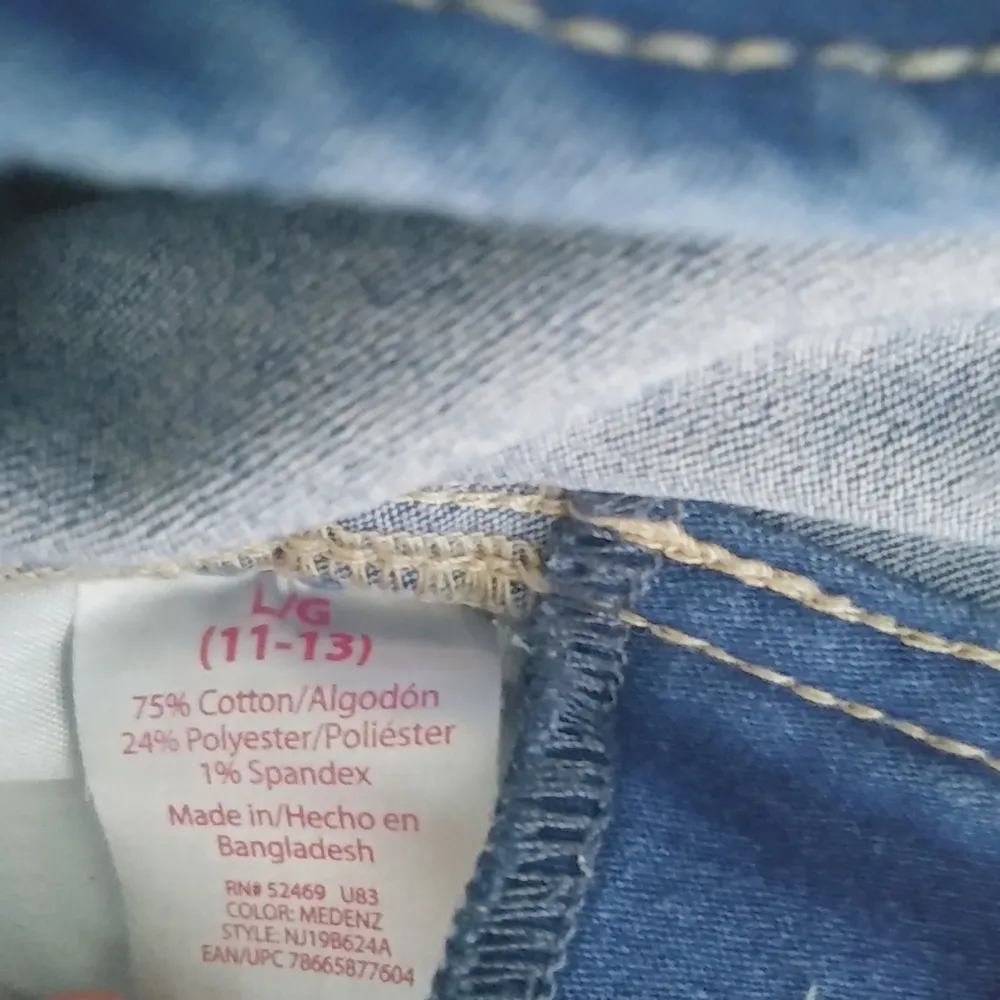 L/G
(11-13)
75% Cotton/Algodón
24% Polyester/Poliéster
1% Spandex
Made in/Hecho en
Bangladesh
RN# 52469 U83
COLOR: MEDENZ
STYLE: NJ19B624A
EAN/UPC 78665877604